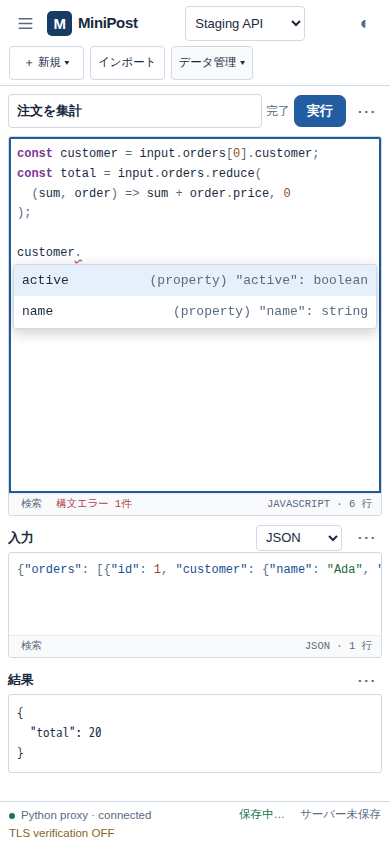 M MiniPost Staging API
+ 新規 ▾ インポート データ管理 ▾
注文を集計 完了 実行 ···
const customer = input.orders[0].customer;
const total = input.orders.reduce(
(sum, order) => sum + order.price, 0
);
customer.
active (property) "active": boolean
name (property) "name": string
検索 構文エラー 1件 JAVASCRIPT · 6 行
入力 JSON ···
{"orders": [{"id": 1, "customer": {"name": "Ada", "
検索 JSON · 1 行
結果 ···
{
"total": 20
}
Python proxy · connected 保存中… サーバー未保存
TLS verification OFF